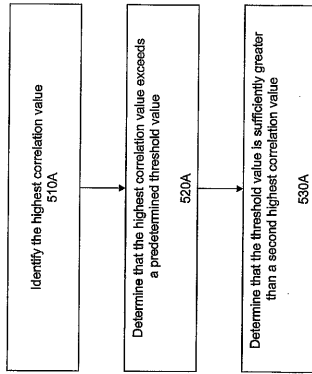 Identify the highest correlation value
510A
Determine that the highest correlation value exceeds
a predetermined threshold value
520A
Determine that the threshold value is sufficiently greater
than a second highest correlation value
530A